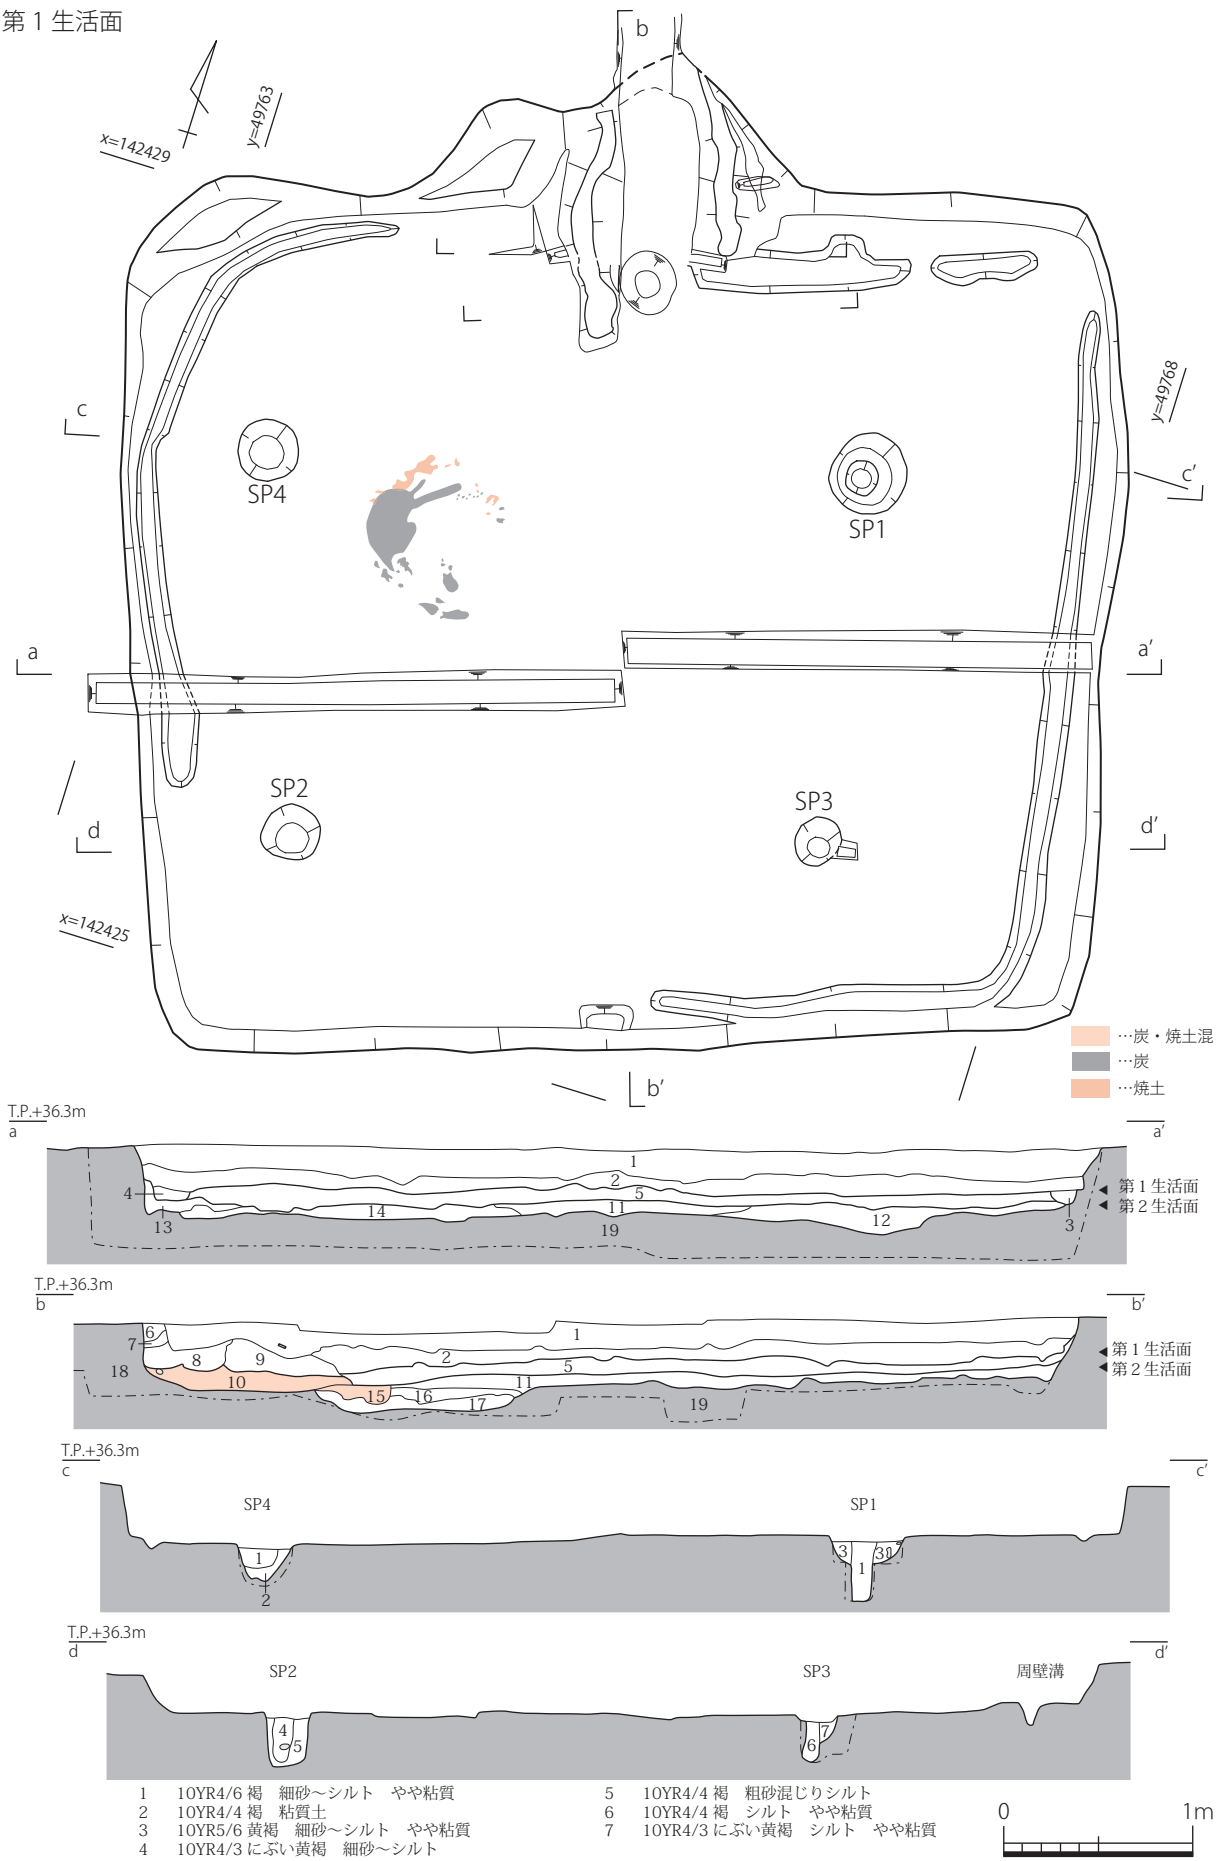 第1生活面
b
y=49763
x=142429
c
y=49768
c′
SP4
SP1
a
a′
SP2
SP3
d
d′
x=142425
b′
…炭・焼土混
…炭
…焼土
T.P.+36.3m
a
a′
1
2
5
4
13
14
11
12
19
3
第1生活面
第2生活面
T.P.+36.3m
b
b′
6
7
1
8
9
2
5
18
10
11
15
16
17
19
第1生活面
第2生活面
T.P.+36.3m
c
c′
SP4
SP1
1
2
3
1
3
T.P.+36.3m
d
d′
SP2
SP3
周壁溝
4
5
6
7
1 10YR4/6 褐 細砂～シルト やや粘質
2 10YR4/4 褐 粘質土
3 10YR5/6 黄褐 細砂～シルト やや粘質
4 10YR4/3 にぶい黄褐 細砂～シルト
5 10YR4/4 褐 粗砂混じりシルト
6 10YR4/4 褐 シルト やや粘質
7 10YR4/3 にぶい黄褐 シルト やや粘質
0 1m